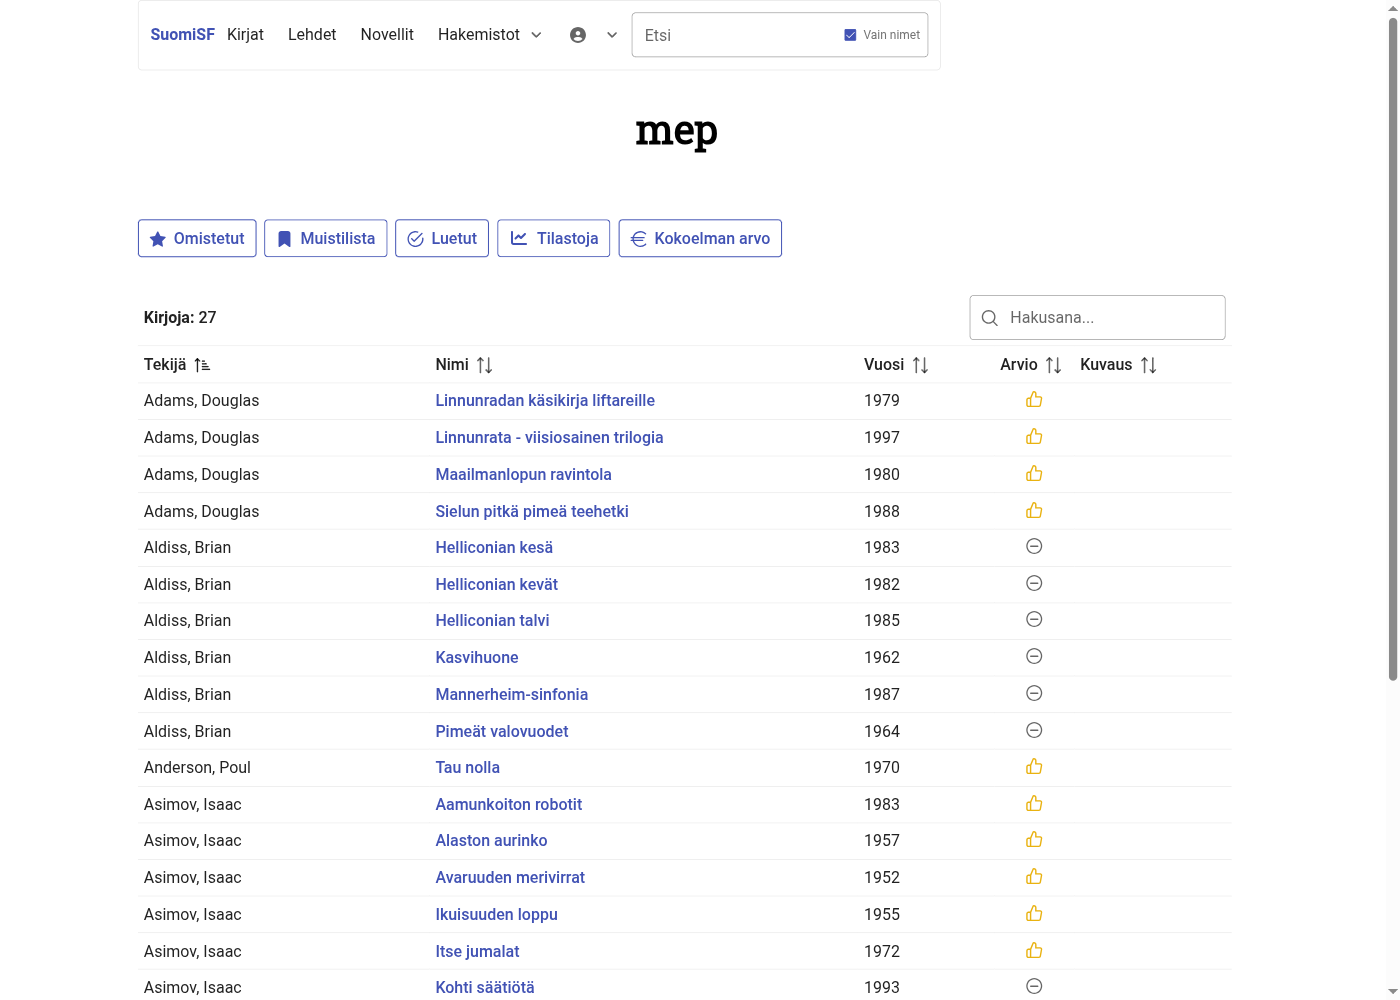 SuomiSF Kirjat Lehdet Novellit Hakemistot Etsi Vain nimet
mep
Omistetut Muistilista Luetut Tilastoja Kokoelman arvo
Kirjoja: 27 Hakusana...
Tekijä Nimi Vuosi Arvio Kuvaus
Adams, Douglas Linnunradan käsikirja liftareille 1979
Adams, Douglas Linnunrata - viisiosainen trilogia 1997
Adams, Douglas Maailmanlopun ravintola 1980
Adams, Douglas Sielun pitkä pimeä teehetki 1988
Aldiss, Brian Helliconian kesä 1983
Aldiss, Brian Helliconian kevät 1982
Aldiss, Brian Helliconian talvi 1985
Aldiss, Brian Kasvihuone 1962
Aldiss, Brian Mannerheim-sinfonia 1987
Aldiss, Brian Pimeät valovuodet 1964
Anderson, Poul Tau nolla 1970
Asimov, Isaac Aamunkoiton robotit 1983
Asimov, Isaac Alaston aurinko 1957
Asimov, Isaac Avaruuden merivirrat 1952
Asimov, Isaac Ikuisuuden loppu 1955
Asimov, Isaac Itse jumalat 1972
Asimov, Isaac Kohti säätiötä 1993